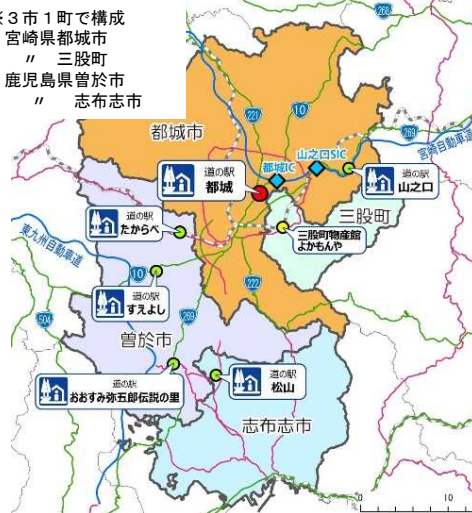 ※3市1町で構成
宮崎県都城市
〃 三股町
鹿児島県曽於市
〃 志布志市
268
10
221
269
宮崎自動車道
都城市
山之口SIC
都城IC
道の駅
都城
道の駅
山之口
三股町
道の駅
たからべ
三股町物産館
よかもんや
東九州自動車道
10
道の駅
すえよし
222
504
269
曽於市
道の駅
おおすみ弥五郎伝説の里
道の駅
松山
志布志市
0
10